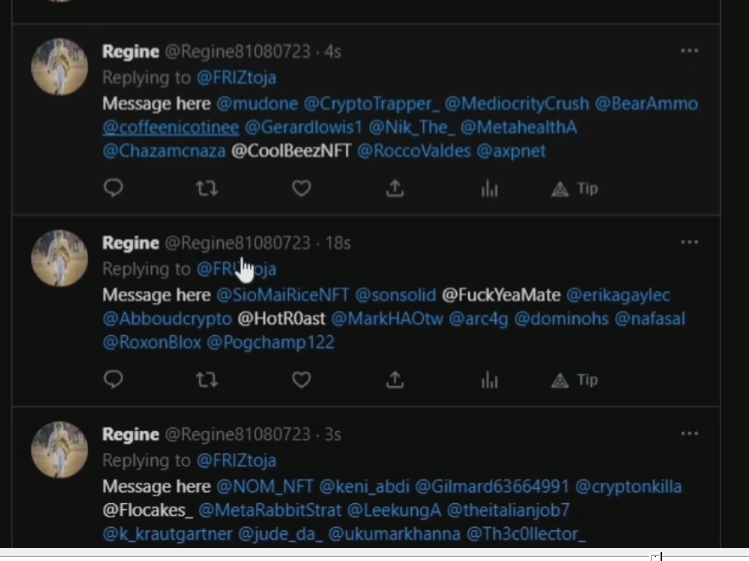 Regine @Regine81080723 · 4s
Replying to @FRIZtoja
Message here @mudone @CryptoTrapper_ @MediocrityCrush @BearAmmo
@coffeenicotinee @Gerardlowis1 @Nik_The_ @MetahealthA
@Chazamcnaza @CoolBeezNFT @RoccoValdes @axpnet
Tip
Regine @Regine81080723 · 18s
Replying to @FRIZtoja
Message here @SioMaiRiceNFT @sonsolid @FuckYeaMate @erikagaylec
@Abboudcrypto @HotR0ast @MarkHAOtw @arc4g @dominohs @nafasal
@RoxonBlox @Pogchamp122
Tip
Regine @Regine81080723 · 3s
Replying to @FRIZtoja
Message here @NOM_NFT @keni_abdi @Gilmard63664991 @cryptonkilla
@Flocakes_ @MetaRabbitStrat @LeekungA @theitalianjob7
@k_krautgartner @jude_da_ @ukumarkhanna @Th3c0llector_